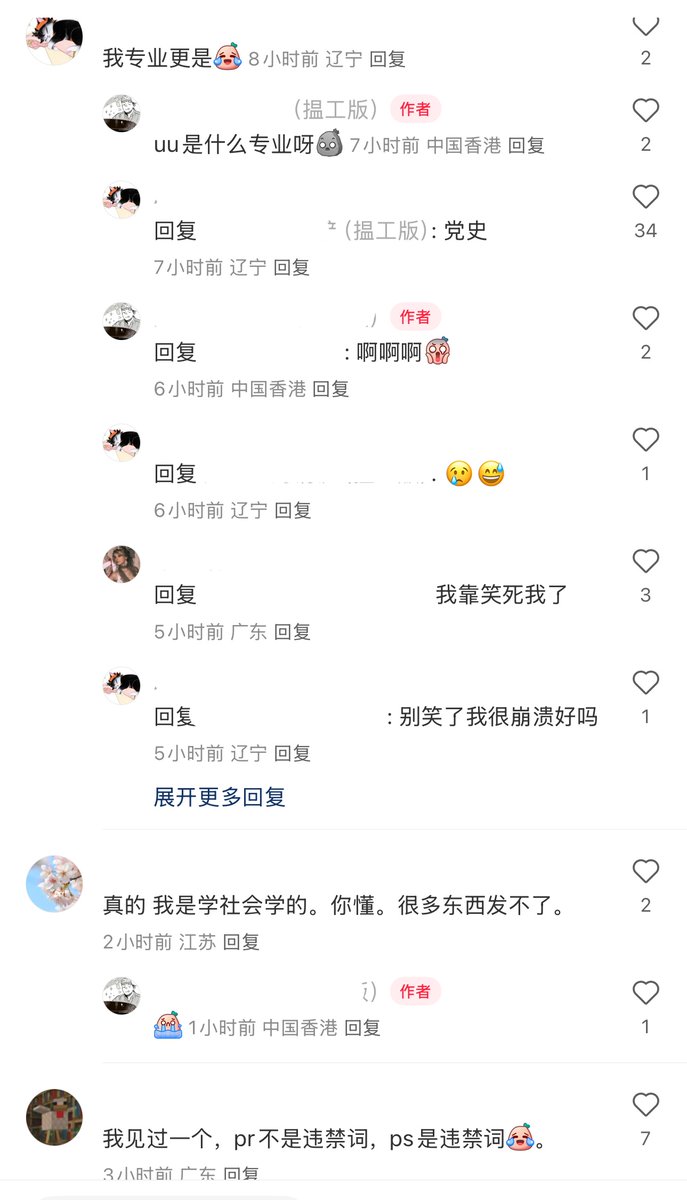 我专业更是 8小时前 辽宁 回复
2
（揾工版） 作者
uu是什么专业呀 7小时前 中国香港 回复
2
回复 （揾工版）: 党史
34
7小时前 辽宁 回复
作者
回复 : 啊啊啊
2
6小时前 中国香港 回复
回复 😢😅
1
6小时前 辽宁 回复
回复 我靠笑死我了
3
5小时前 广东 回复
回复 : 别笑了我很崩溃好吗
1
5小时前 辽宁 回复
展开更多回复
真的 我是学社会学的。你懂。很多东西发不了。
2
2小时前 江苏 回复
作者
1小时前 中国香港 回复
1
我见过一个，pr不是违禁词，ps是违禁词。
7
3小时前 广东 回复